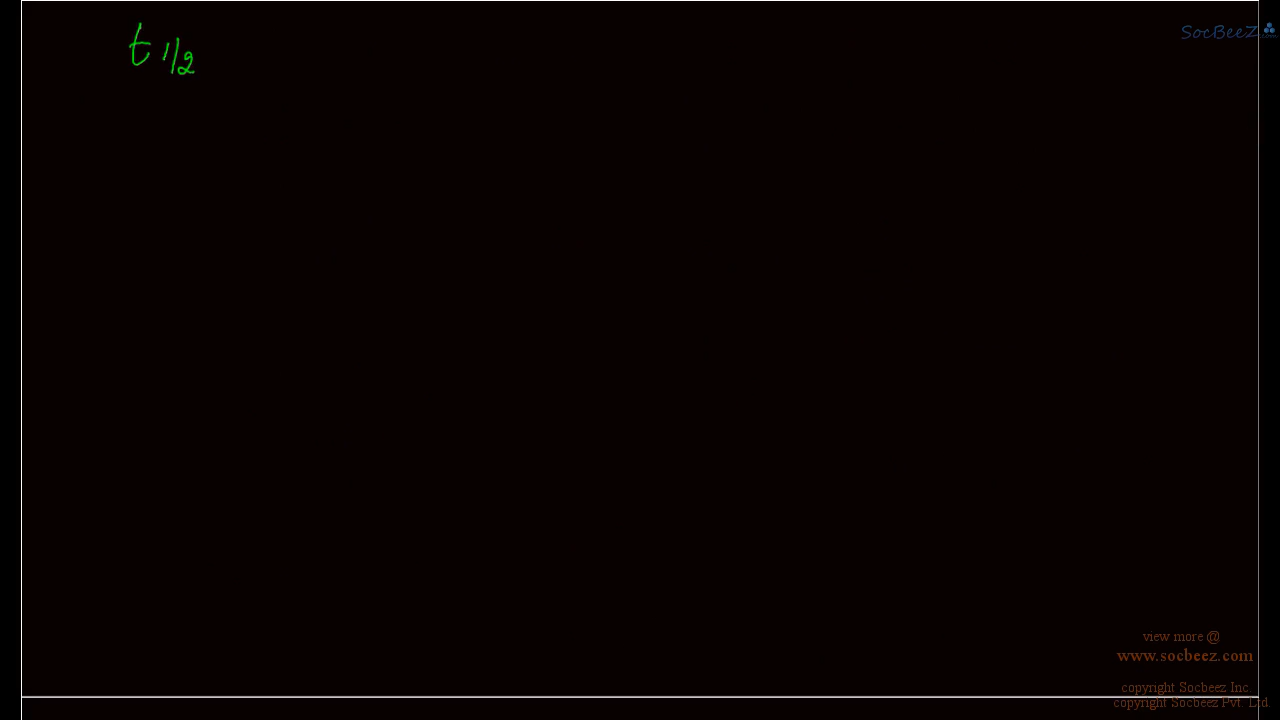 t 1/2
SocBeeZ
view more @
www.socbeez.com
copyright Socbeez Inc.
copyright Socbeez Pvt. Ltd.